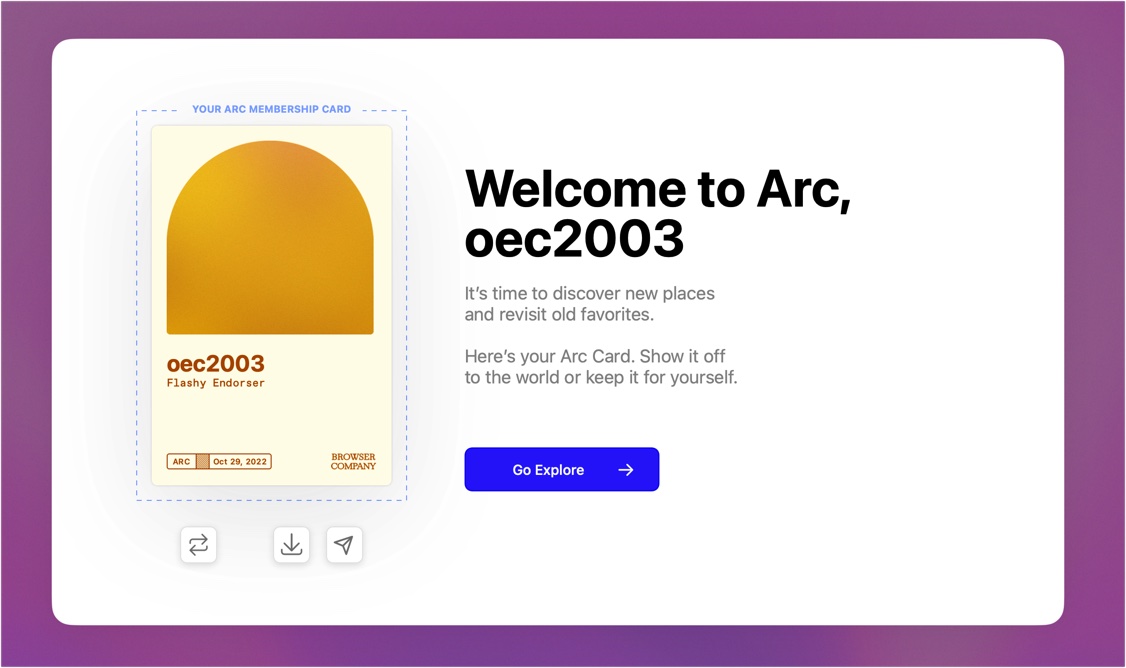 YOUR ARC MEMBERSHIP CARD
oec2003
Flashy Endorser
ARC Oct 29, 2022
BROWSER
COMPANY
Welcome to Arc,
oec2003
It’s time to discover new places
and revisit old favorites.
Here’s your Arc Card. Show it off
to the world or keep it for yourself.
Go Explore